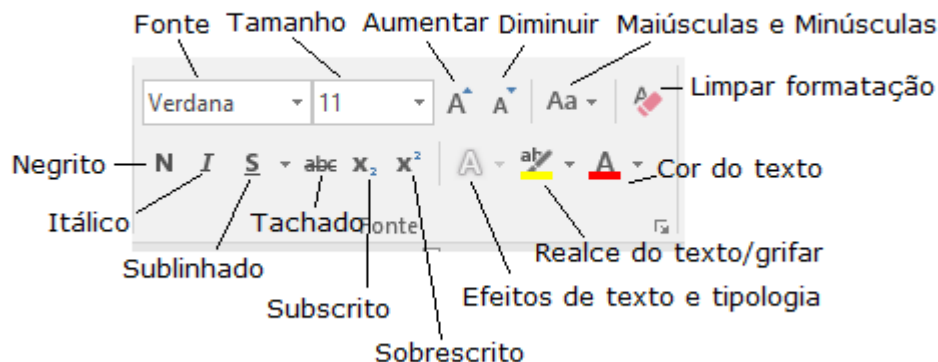 Fonte Tamanho Aumentar Diminuir Maiúsculas e Minúsculas
Verdana 11 A A Aa A Limpar formatação
Negrito N I S abc x₂ x² A ab A Cor do texto
Itálico Tachado Fonte
Sublinhado Realce do texto/grifar
Subscrito Efeitos de texto e tipologia
Sobrescrito